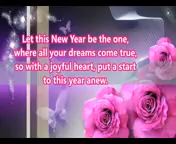 Let this New Year be the one,
where all your dreams come true,
so with a joyful heart, put a start
to this year anew.